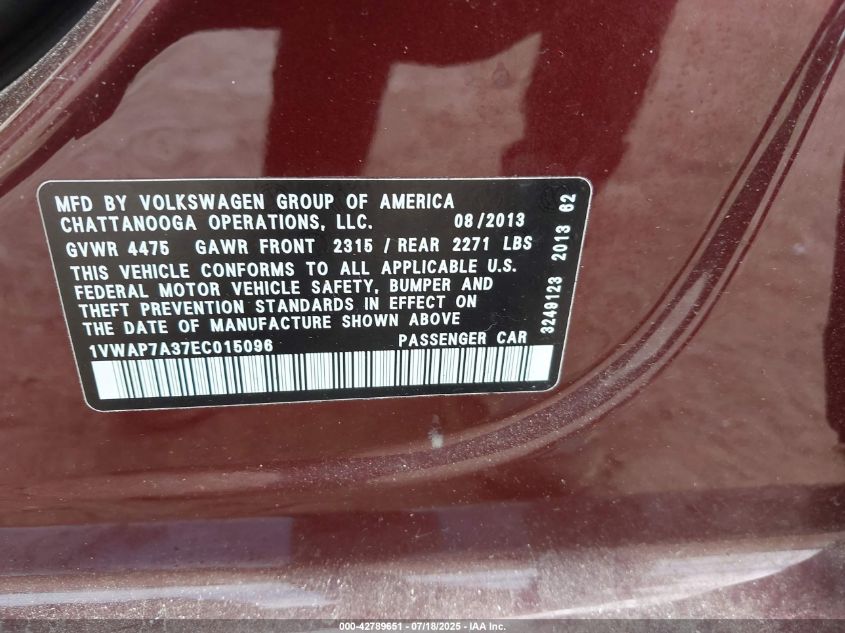 MFD BY VOLKSWAGEN GROUP OF AMERICA
CHATTANOOGA OPERATIONS, LLC. 08/2013
GVWR 4475 GAWR FRONT 2315 / REAR 2271 LBS
THIS VEHICLE CONFORMS TO ALL APPLICABLE U.S.
FEDERAL MOTOR VEHICLE SAFETY, BUMPER AND
THEFT PREVENTION STANDARDS IN EFFECT ON
THE DATE OF MANUFACTURE SHOWN ABOVE
1VWAP7A37EC015096 PASSENGER CAR
3249123 2013 62
000-42789651 - 07/18/2025 - IAA Inc.